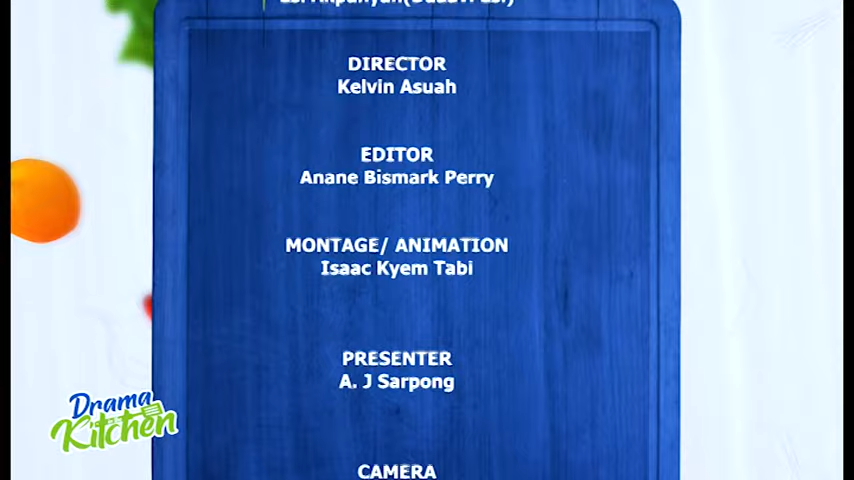 DIRECTOR
Kelvin Asuah
EDITOR
Anane Bismark Perry
MONTAGE/ ANIMATION
Isaac Kyem Tabi
PRESENTER
A. J Sarpong
CAMERA
Drama
Kitchen